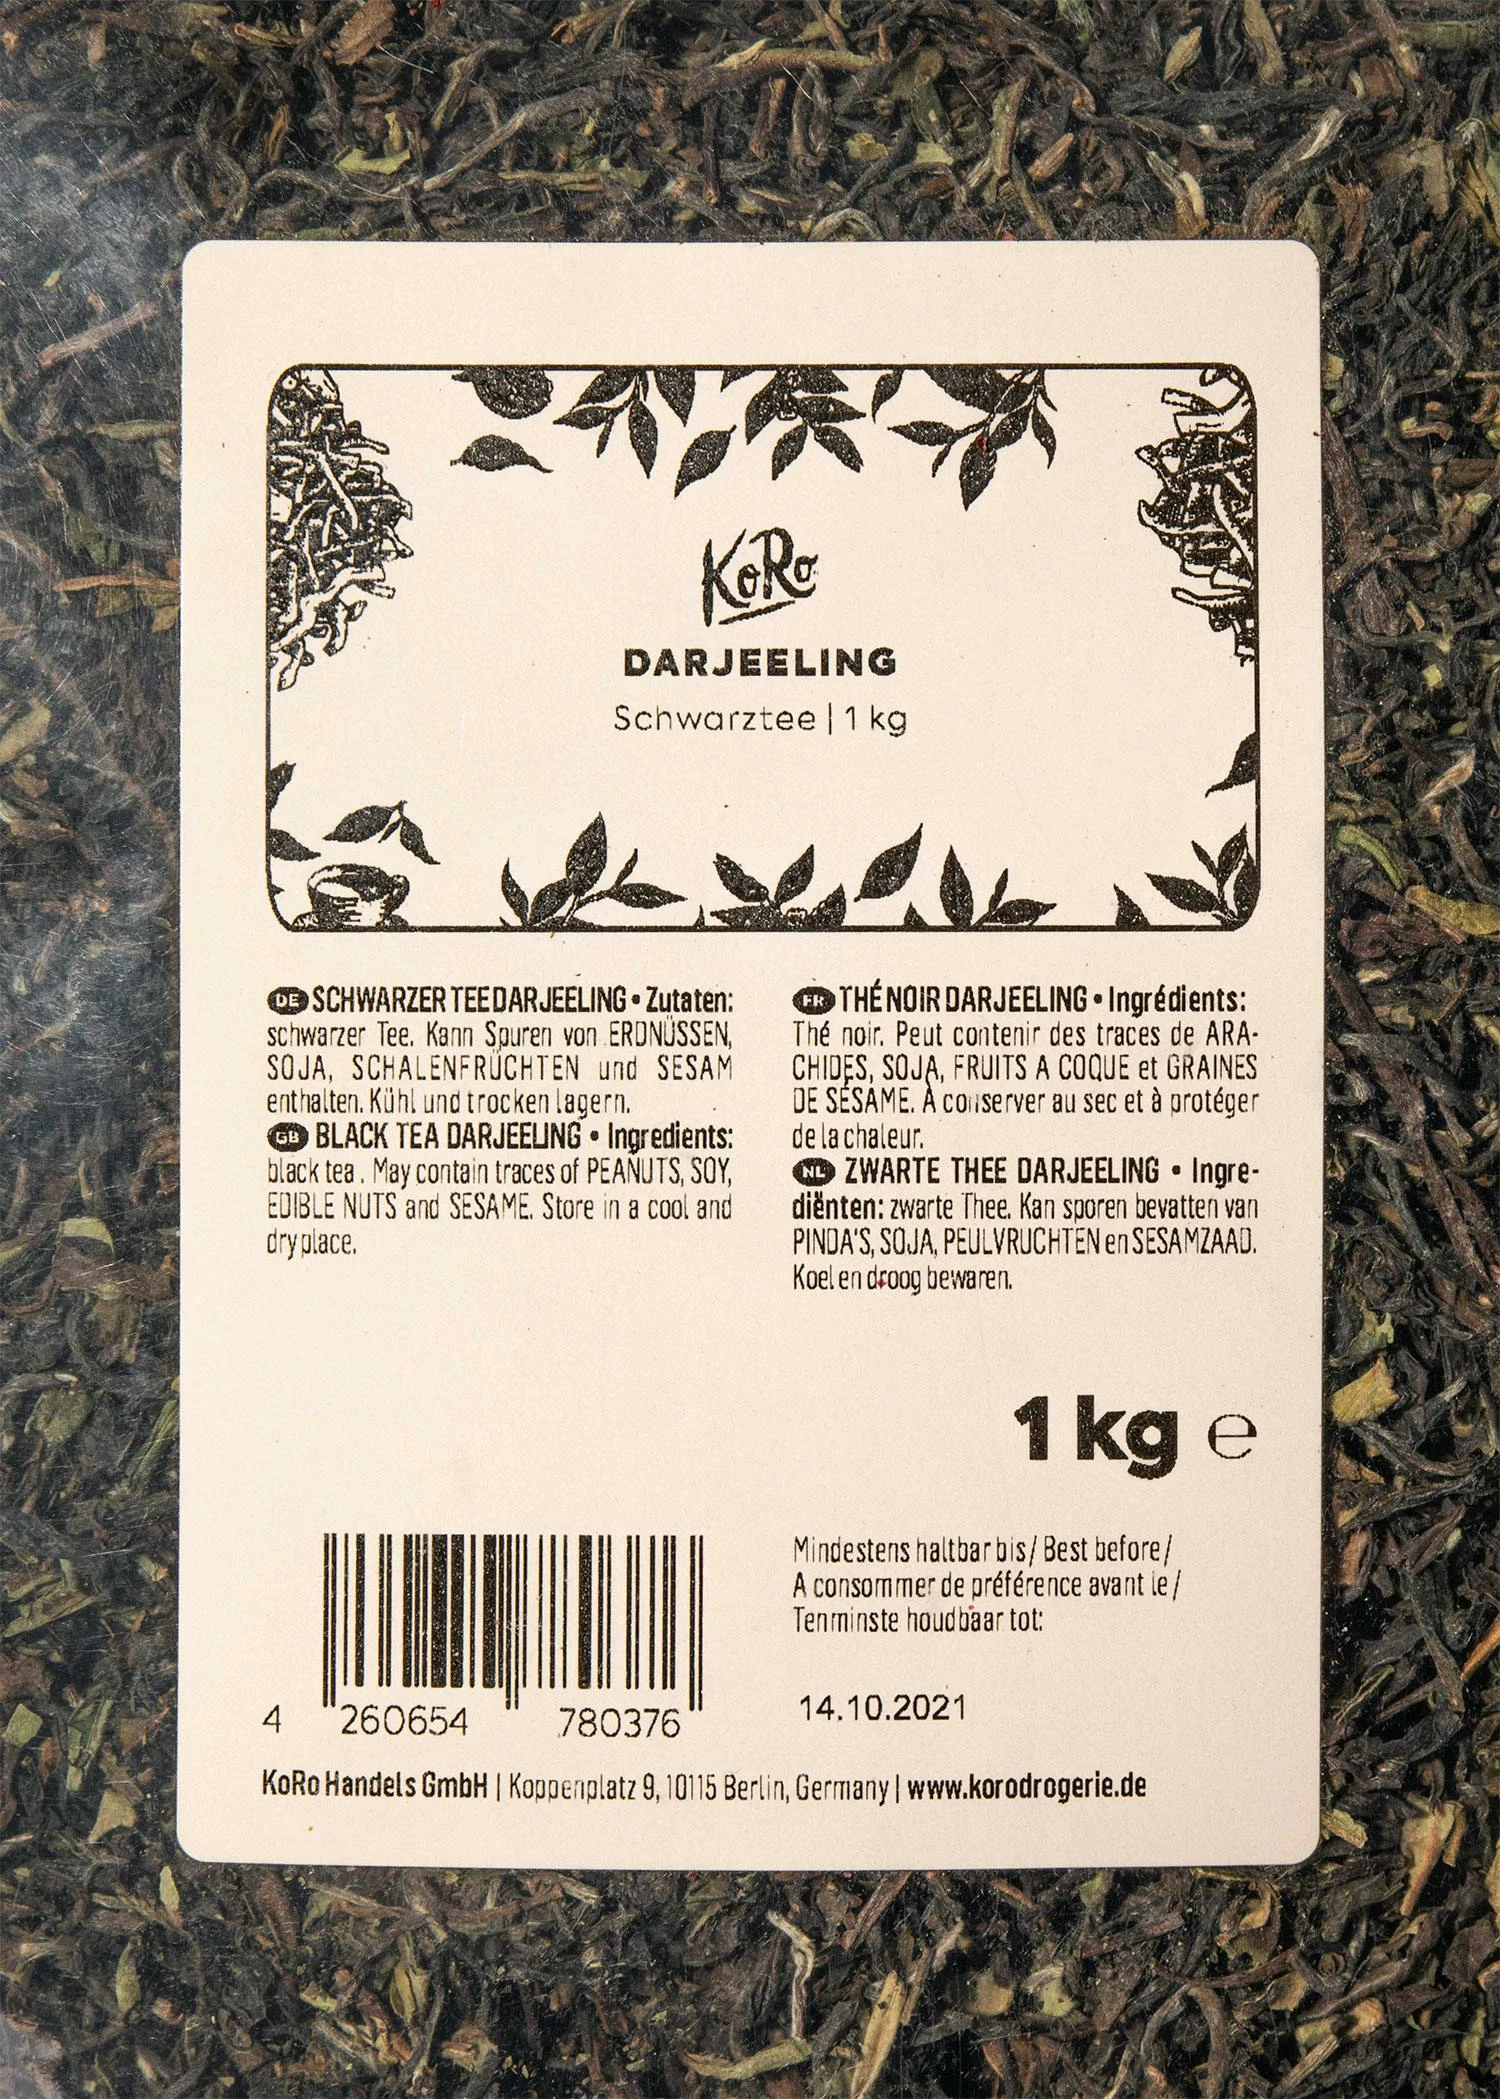 KoRo
DARJEELING
Schwarztee | 1 kg
DE SCHWARZER TEE DARJEELING • Zutaten:
schwarzer Tee. Kann Spuren von ERDNÜSSEN,
SOJA, SCHALENFRÜCHTEN und SESAM
enthalten. Kühl und trocken lagern.
GB BLACK TEA DARJEELING • Ingredients:
black tea . May contain traces of PEANUTS, SOY,
EDIBLE NUTS and SESAME. Store in a cool and
dry place.
FR THÉ NOIR DARJEELING • Ingrédients:
Thé noir. Peut contenir des traces de ARA-
CHIDES, SOJA, FRUITS A COQUE et GRAINES
DE SÉSAME. À conserver au sec et à protéger
de la chaleur.
NL ZWARTE THEE DARJEELING • Ingre-
diënten: zwarte Thee. Kan sporen bevatten van
PINDA'S, SOJA, PEULVRUCHTEN en SESAMZAAD.
Koel en droog bewaren.
1 kg ℮
Mindestens haltbar bis / Best before /
A consommer de préférence avant le /
Tenminste houdbaar tot:
14.10.2021
4 260654 780376
KoRo Handels GmbH | Koppenplatz 9, 10115 Berlin, Germany | www.korodrogerie.de